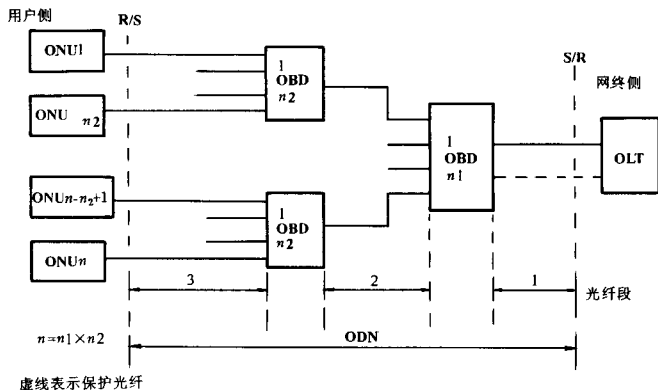 用户侧
R/S
ONU1
ONU n2
ONUn-n2+1
ONUn
1
OBD
n2
1
OBD
n2
1
OBD
n1
S/R
网终侧
OLT
3
2
1
光纤段
n=n1×n2
ODN
虚线表示保护光纤